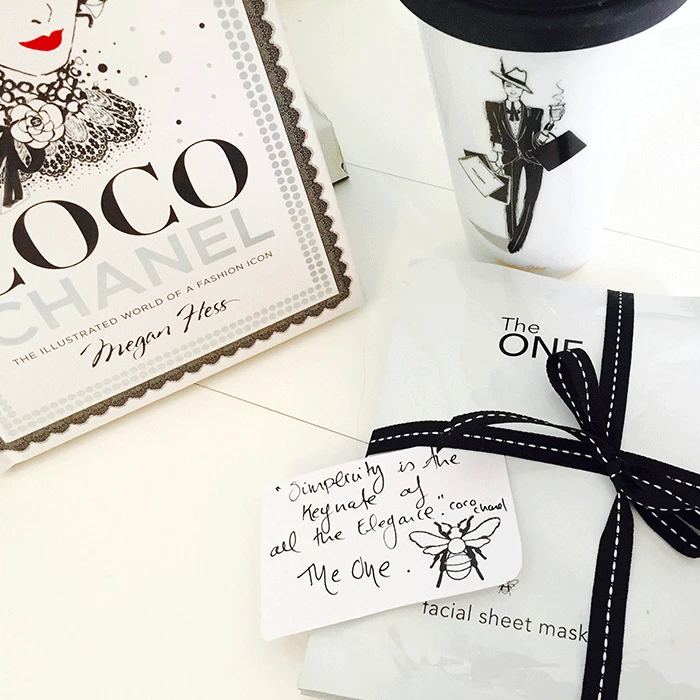 COCO
CHANEL
THE ILLUSTRATED WORLD OF A FASHION ICON
Megan Hess
The
ONE
"Simplicity is the
Keynate of
all the Elegance". coco chanel
The One.
facial sheet mask